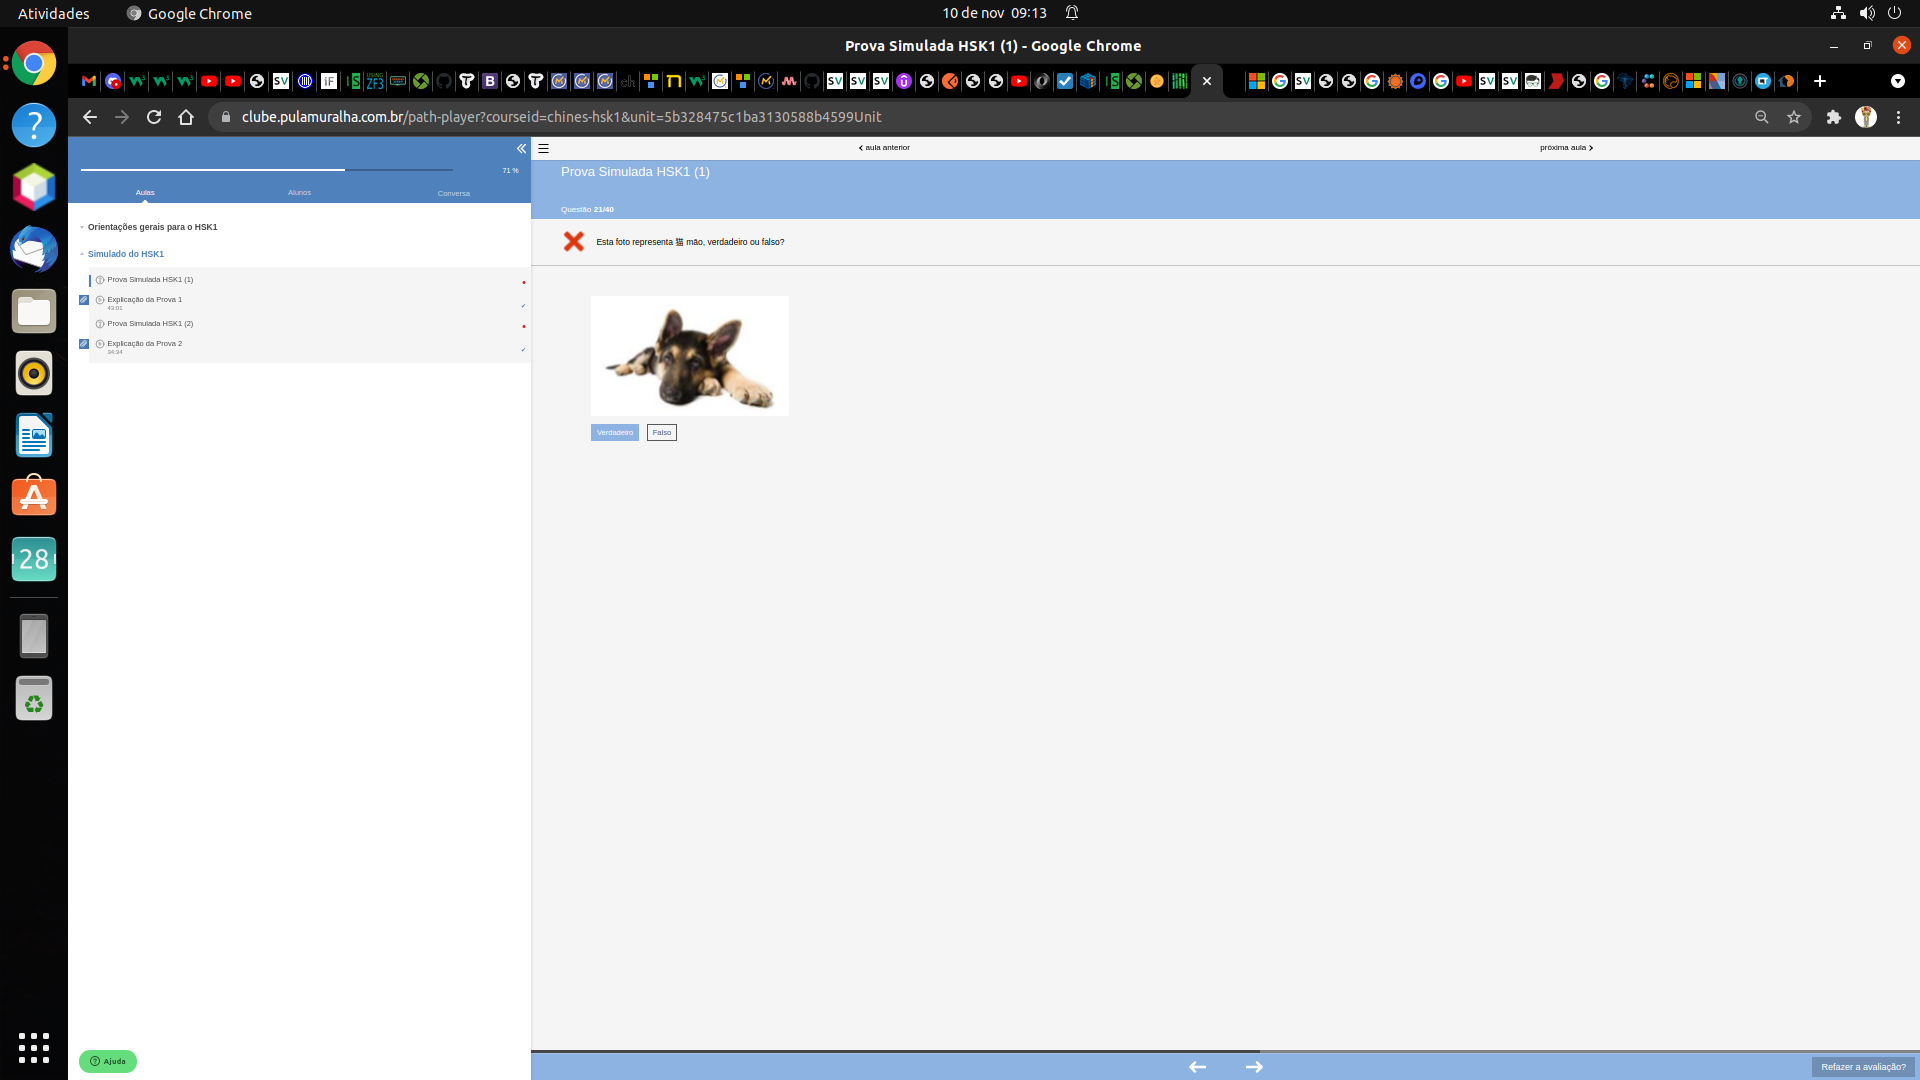 Atividades
Google Chrome
10 de nov 09:13
Prova Simulada HSK1 (1) - Google Chrome
clube.pulamuralha.com.br/path-player?courseid=chines-hsk1&unit=5b328475c1ba3130588b4599Unit
71 %
Aulas
Alunos
Conversa
Orientações gerais para o HSK1
Simulado do HSK1
Prova Simulada HSK1 (1)
Explicação da Prova 1
43:01
Prova Simulada HSK1 (2)
Explicação da Prova 2
34:34
Ajuda
28
aula anterior
próxima aula
Prova Simulada HSK1 (1)
Questão 21/40
Esta foto representa 猫 māo, verdadeiro ou falso?
Verdadeiro
Falso
Refazer a avaliação?